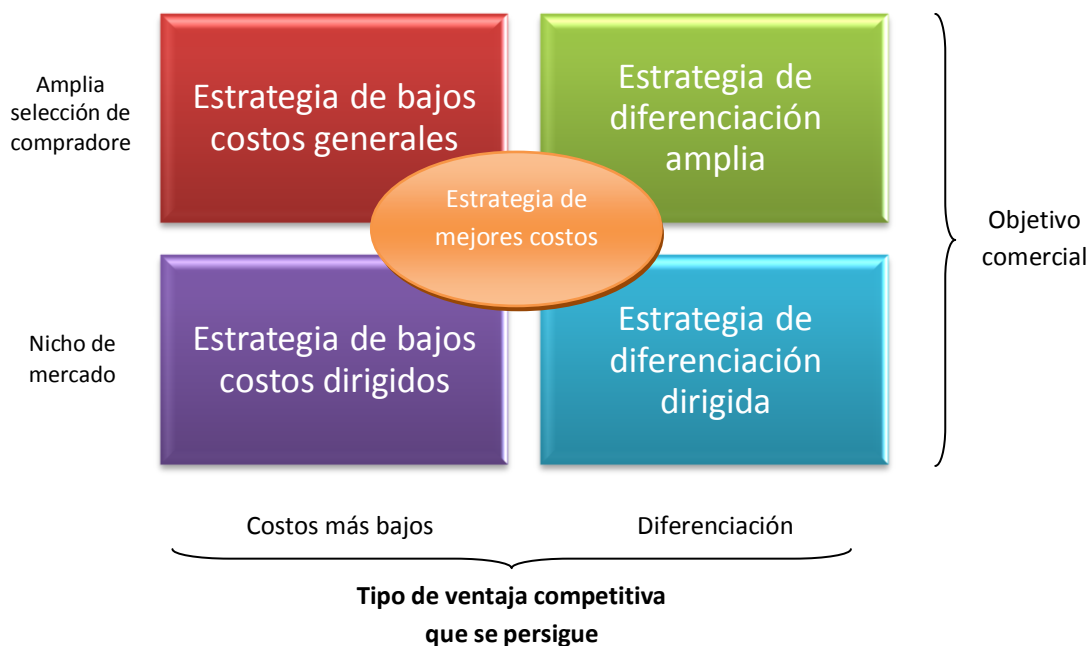 Amplia
selección de
compradore
Estrategia de bajos
costos generales
Estrategia de
diferenciación
amplia
Estrategia de
mejores costos
Objetivo
comercial
Nicho de
mercado
Estrategia de bajos
costos dirigidos
Estrategia de
diferenciación
dirigida
Costos más bajos
Diferenciación
Tipo de ventaja competitiva
que se persigue